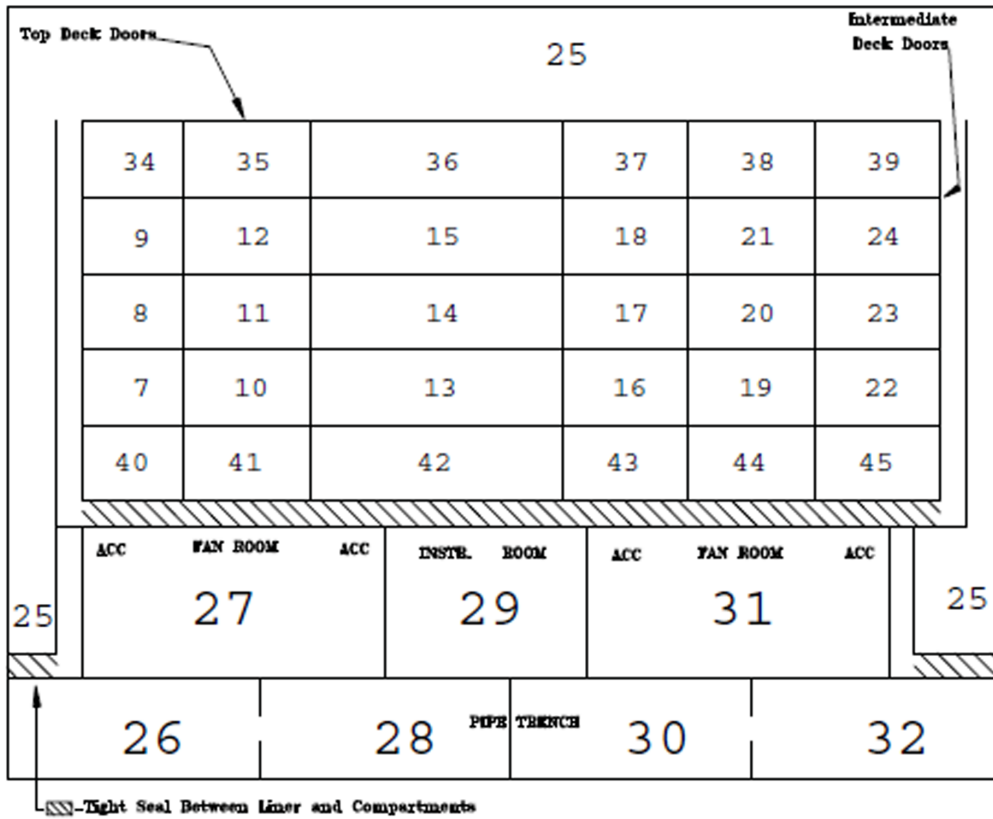 Top Deck Doors
Intermediate
Deck Doors
25
34 35 36 37 38 39
9 12 15 18 21 24
8 11 14 17 20 23
7 10 13 16 19 22
40 41 42 43 44 45
ACC FAN ROOM ACC INSTR. ROOM ACC FAN ROOM ACC
25 27 29 31 25
PIPE TRENCH
26 28 30 32
Tight Seal Between Liner and Compartments